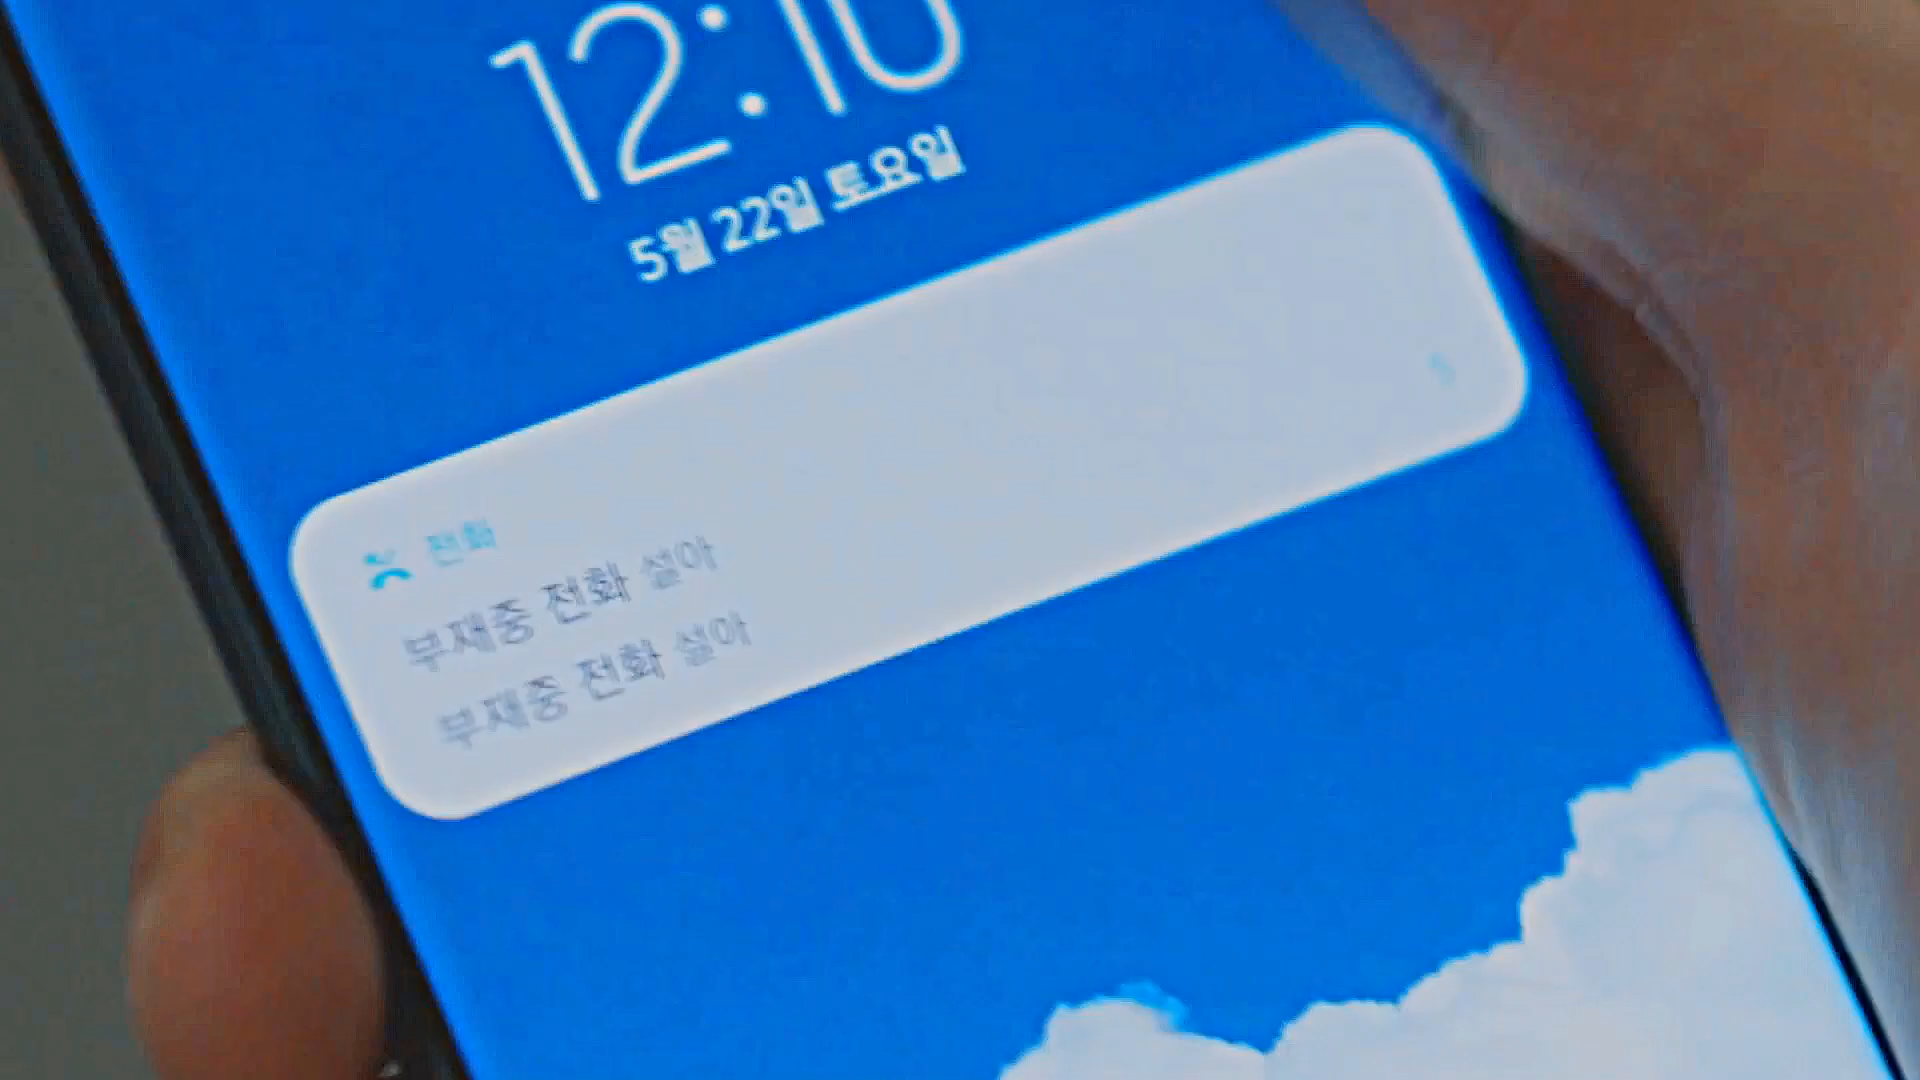 12:10
5월 22일 토요일
전화
부재중 전화 설아
부재중 전화 설아